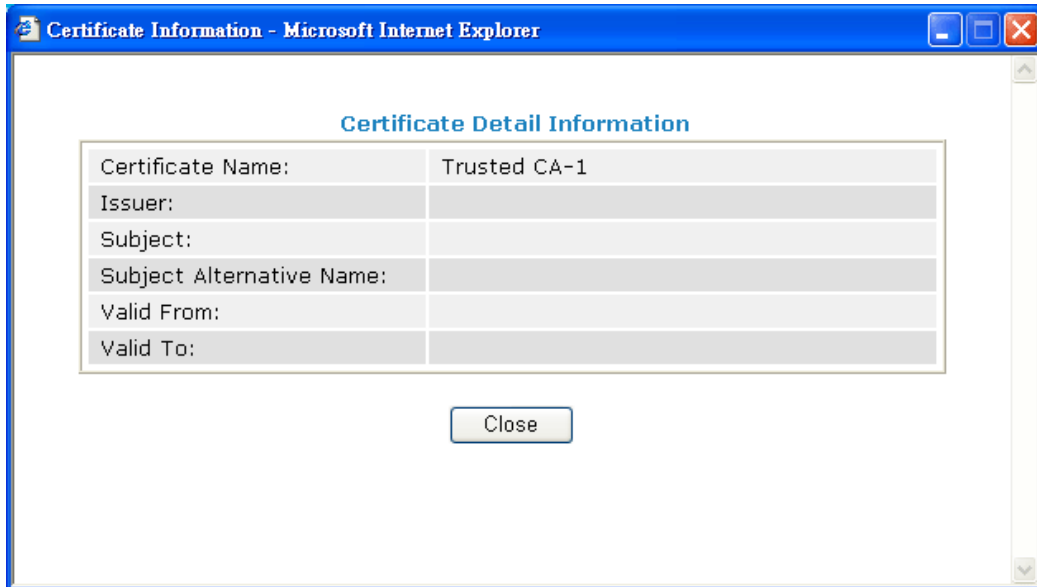 Certificate Information - Microsoft Internet Explorer
Certificate Detail Information
Certificate Name: Trusted CA-1
Issuer:
Subject:
Subject Alternative Name:
Valid From:
Valid To:
Close